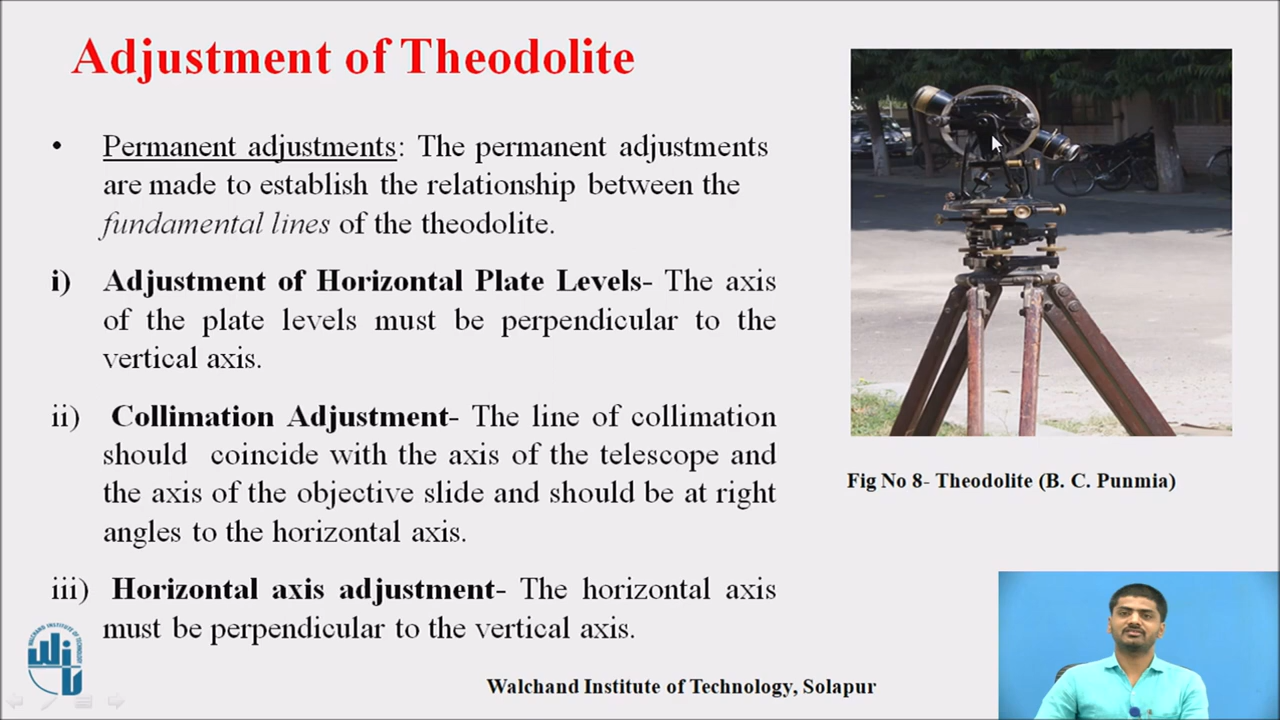 Adjustment of Theodolite
• Permanent adjustments: The permanent adjustments
are made to establish the relationship between the
fundamental lines of the theodolite.
i) Adjustment of Horizontal Plate Levels- The axis
of the plate levels must be perpendicular to the
vertical axis.
ii) Collimation Adjustment- The line of collimation
should coincide with the axis of the telescope and
the axis of the objective slide and should be at right
angles to the horizontal axis.
iii) Horizontal axis adjustment- The horizontal axis
must be perpendicular to the vertical axis.
Fig No 8- Theodolite (B. C. Punmia)
WALCHAND INSTITUTE OF TECHNOLOGY
WIT
Walchand Institute of Technology, Solapur